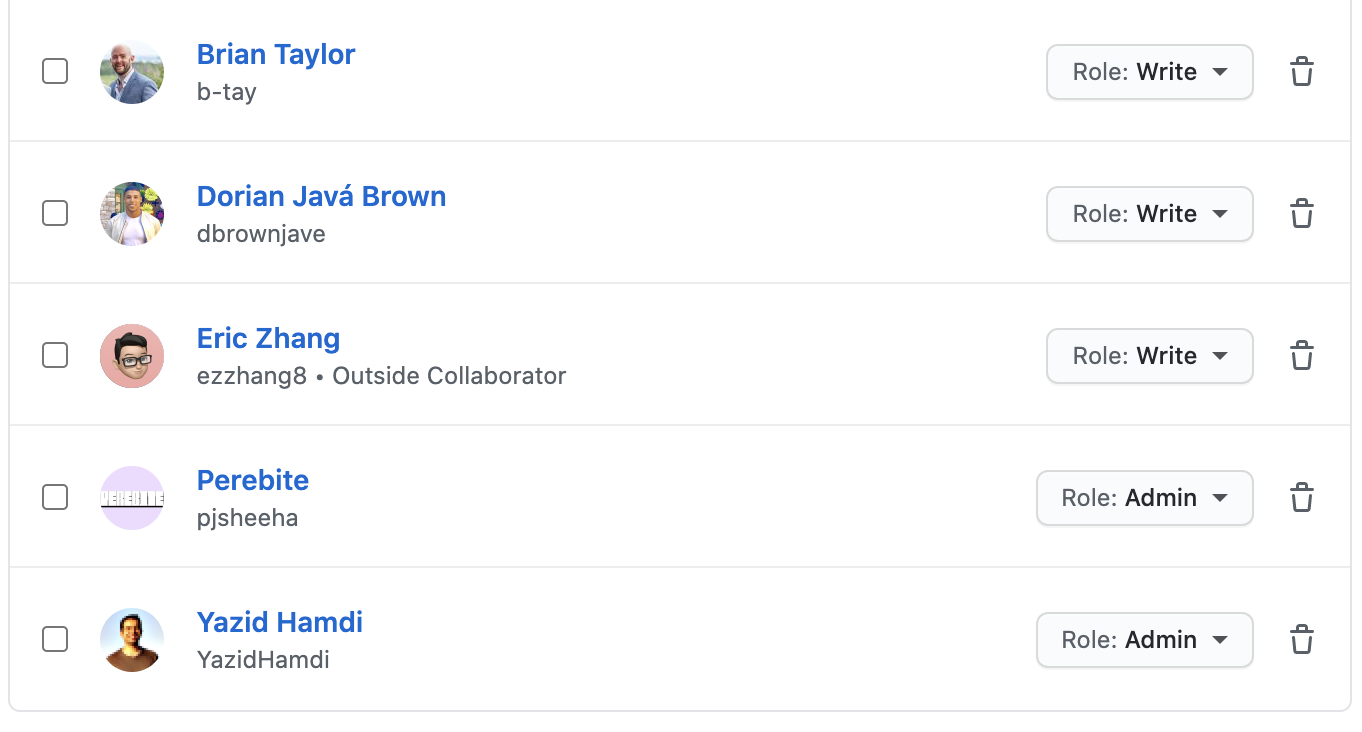 Brian Taylor
b-tay
Role: Write
Dorian Javá Brown
dbrownjave
Role: Write
Eric Zhang
ezzhang8 • Outside Collaborator
Role: Write
Perebite
pjsheeha
Role: Admin
PEREBITE
Yazid Hamdi
YazidHamdi
Role: Admin